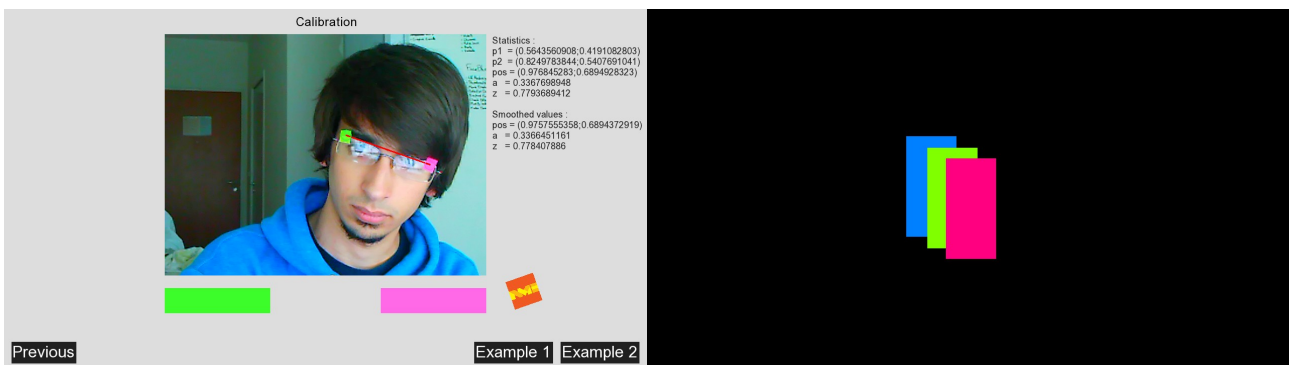 Calibration
Statistics :
p1 = (0.5643560908;0.4191082803)
p2 = (0.8249783844;0.5407691041)
pos = (0.976845283;0.6894928323)
a = 0.3367698948
z = 0.7793689412
Smoothed values :
pos = (0.9757555358;0.6894372919)
a = 0.3366451161
z = 0.778407886
Previous
Example 1
Example 2